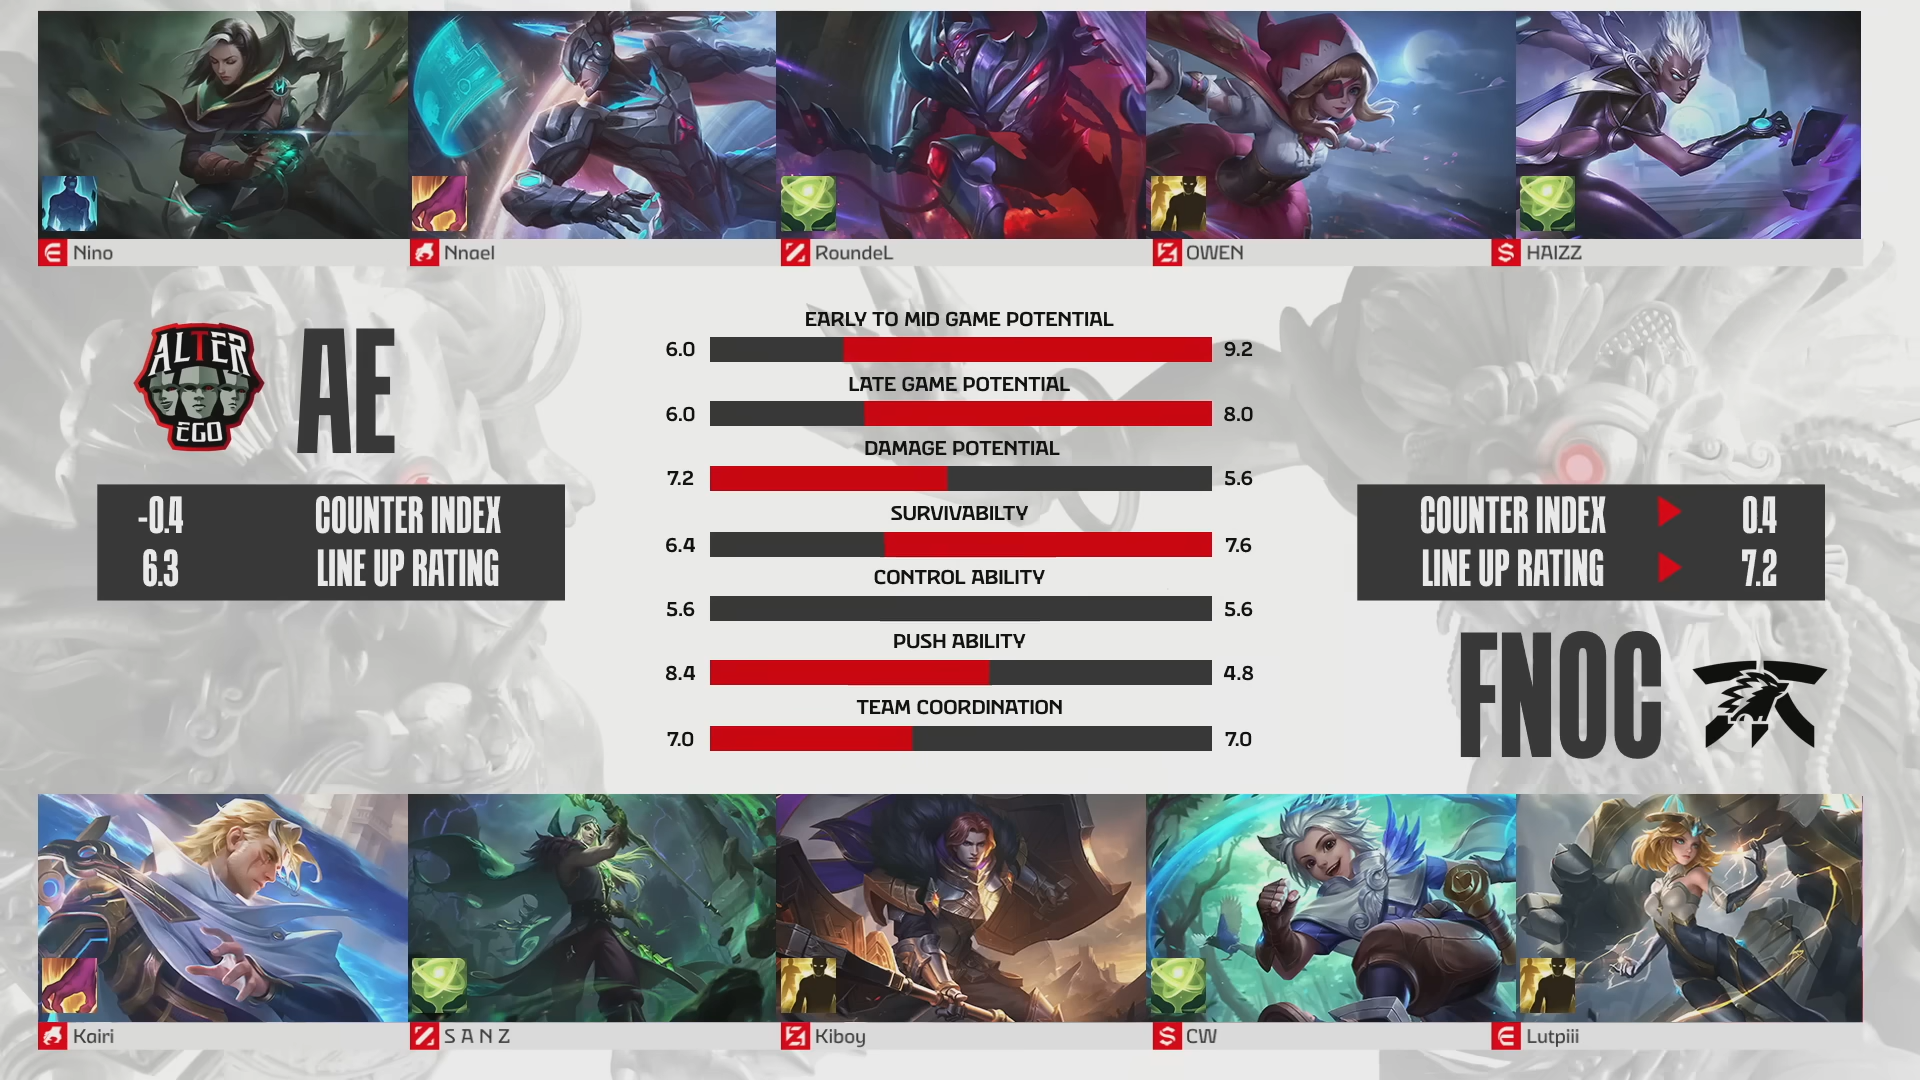 Nino
Nnael
RoundeL
OWEN
HAIZZ
ALTER
EGO
AE
-0.4 COUNTER INDEX
6.3 LINE UP RATING
EARLY TO MID GAME POTENTIAL
6.0 9.2
LATE GAME POTENTIAL
6.0 8.0
DAMAGE POTENTIAL
7.2 5.6
SURVIVABILTY
6.4 7.6
CONTROL ABILITY
5.6 5.6
PUSH ABILITY
8.4 4.8
TEAM COORDINATION
7.0 7.0
COUNTER INDEX 0.4
LINE UP RATING 7.2
FNOC
Kairi
S A N Z
Kiboy
CW
Lutpiii